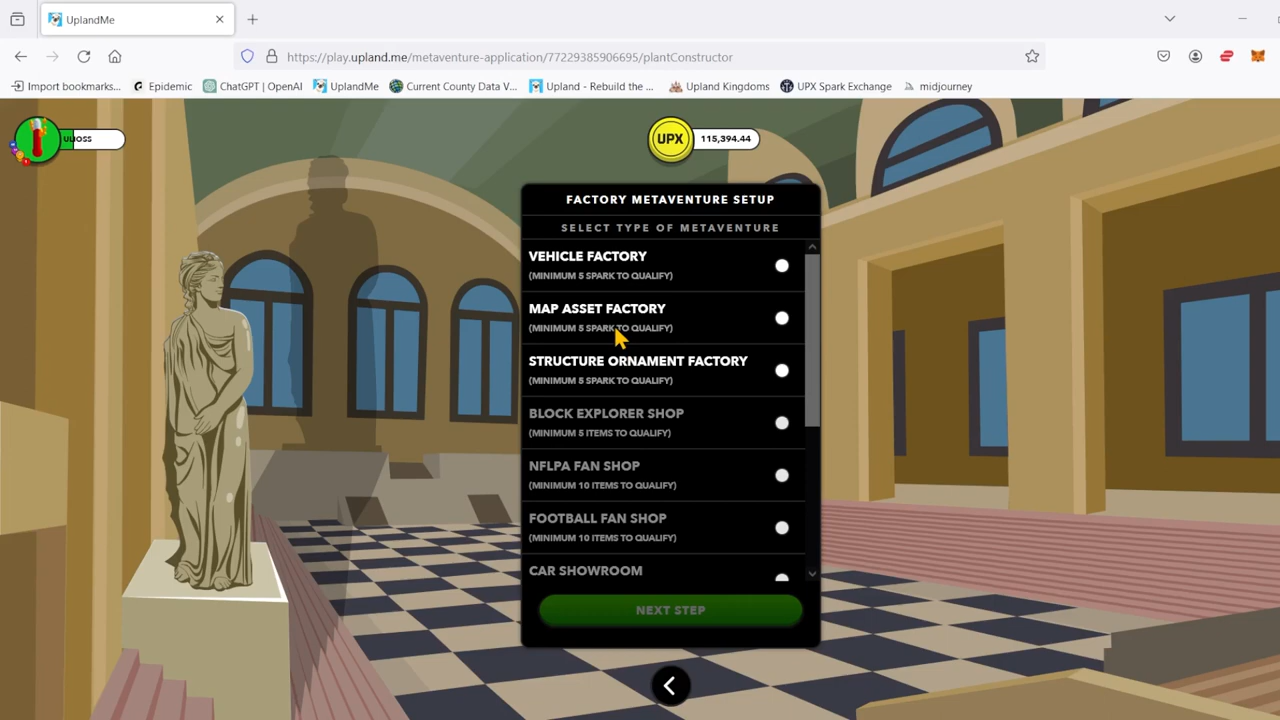 UplandMe
https://play.upland.me/metaventure-application/77229385906695/plantConstructor
Import bookmarks...
Epidemic
ChatGPT | OpenAI
UplandMe
Current County Data V...
Upland - Rebuild the ...
Upland Kingdoms
UPX Spark Exchange
midjourney
UPX
115,394.44
FACTORY METAVENTURE SETUP
SELECT TYPE OF METAVENTURE
VEHICLE FACTORY
(MINIMUM 5 SPARK TO QUALIFY)
MAP ASSET FACTORY
(MINIMUM 5 SPARK TO QUALIFY)
STRUCTURE ORNAMENT FACTORY
(MINIMUM 5 SPARK TO QUALIFY)
BLOCK EXPLORER SHOP
(MINIMUM 5 ITEMS TO QUALIFY)
NFLPA FAN SHOP
(MINIMUM 10 ITEMS TO QUALIFY)
FOOTBALL FAN SHOP
(MINIMUM 10 ITEMS TO QUALIFY)
CAR SHOWROOM
NEXT STEP